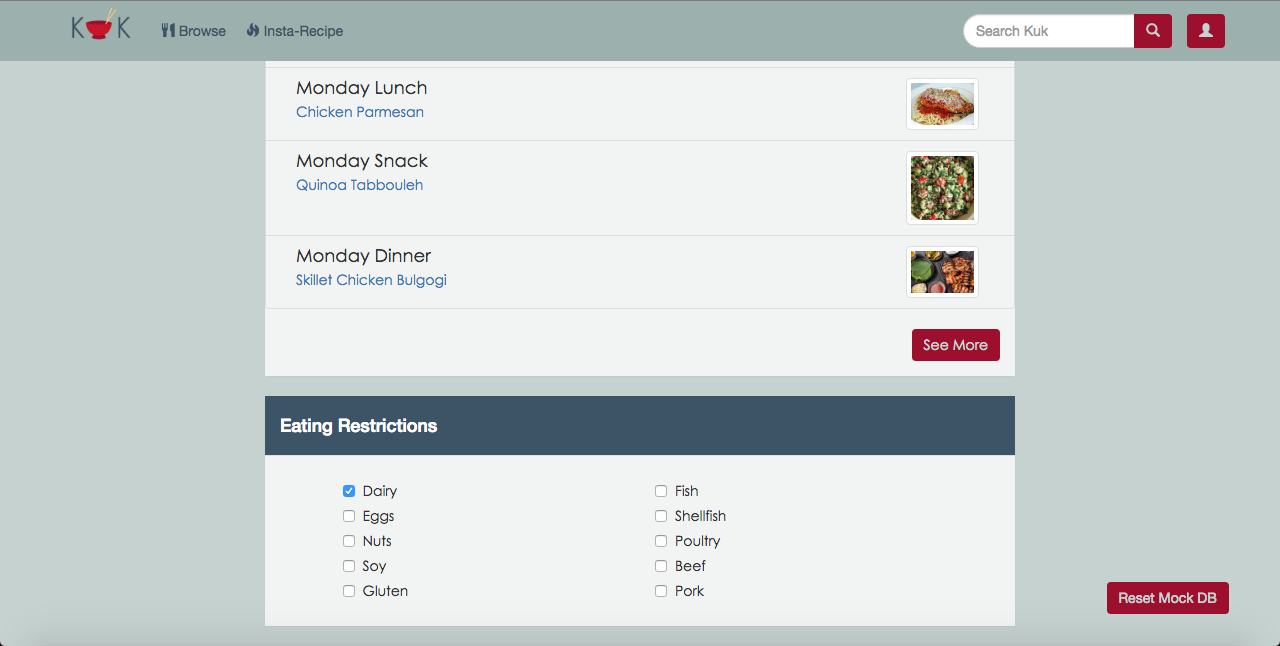 K K Browse Insta-Recipe Search Kuk
Monday Lunch
Chicken Parmesan
Monday Snack
Quinoa Tabbouleh
Monday Dinner
Skillet Chicken Bulgogi
See More
Eating Restrictions
Dairy Fish
Eggs Shellfish
Nuts Poultry
Soy Beef
Gluten Pork
Reset Mock DB